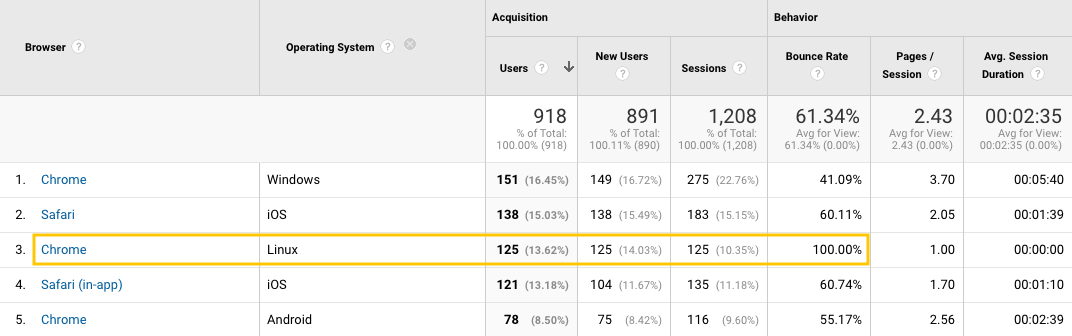 Acquisition Behavior
Browser ? Operating System ? Users ? New Users ? Sessions ? Bounce Rate ? Pages / Session ? Avg. Session Duration ?
918 891 1,208 61.34% 2.43 00:02:35
% of Total: % of Total: % of Total: Avg for View: Avg for View: Avg for View:
100.00% (918) 100.11% (890) 100.00% (1,208) 61.34% (0.00%) 2.43 (0.00%) 00:02:35 (0.00%)
1. Chrome Windows 151 (16.45%) 149 (16.72%) 275 (22.76%) 41.09% 3.70 00:05:40
2. Safari iOS 138 (15.03%) 138 (15.49%) 183 (15.15%) 60.11% 2.05 00:01:39
3. Chrome Linux 125 (13.62%) 125 (14.03%) 125 (10.35%) 100.00% 1.00 00:00:00
4. Safari (in-app) iOS 121 (13.18%) 104 (11.67%) 135 (11.18%) 60.74% 1.70 00:01:10
5. Chrome Android 78 (8.50%) 75 (8.42%) 116 (9.60%) 55.17% 2.56 00:02:39